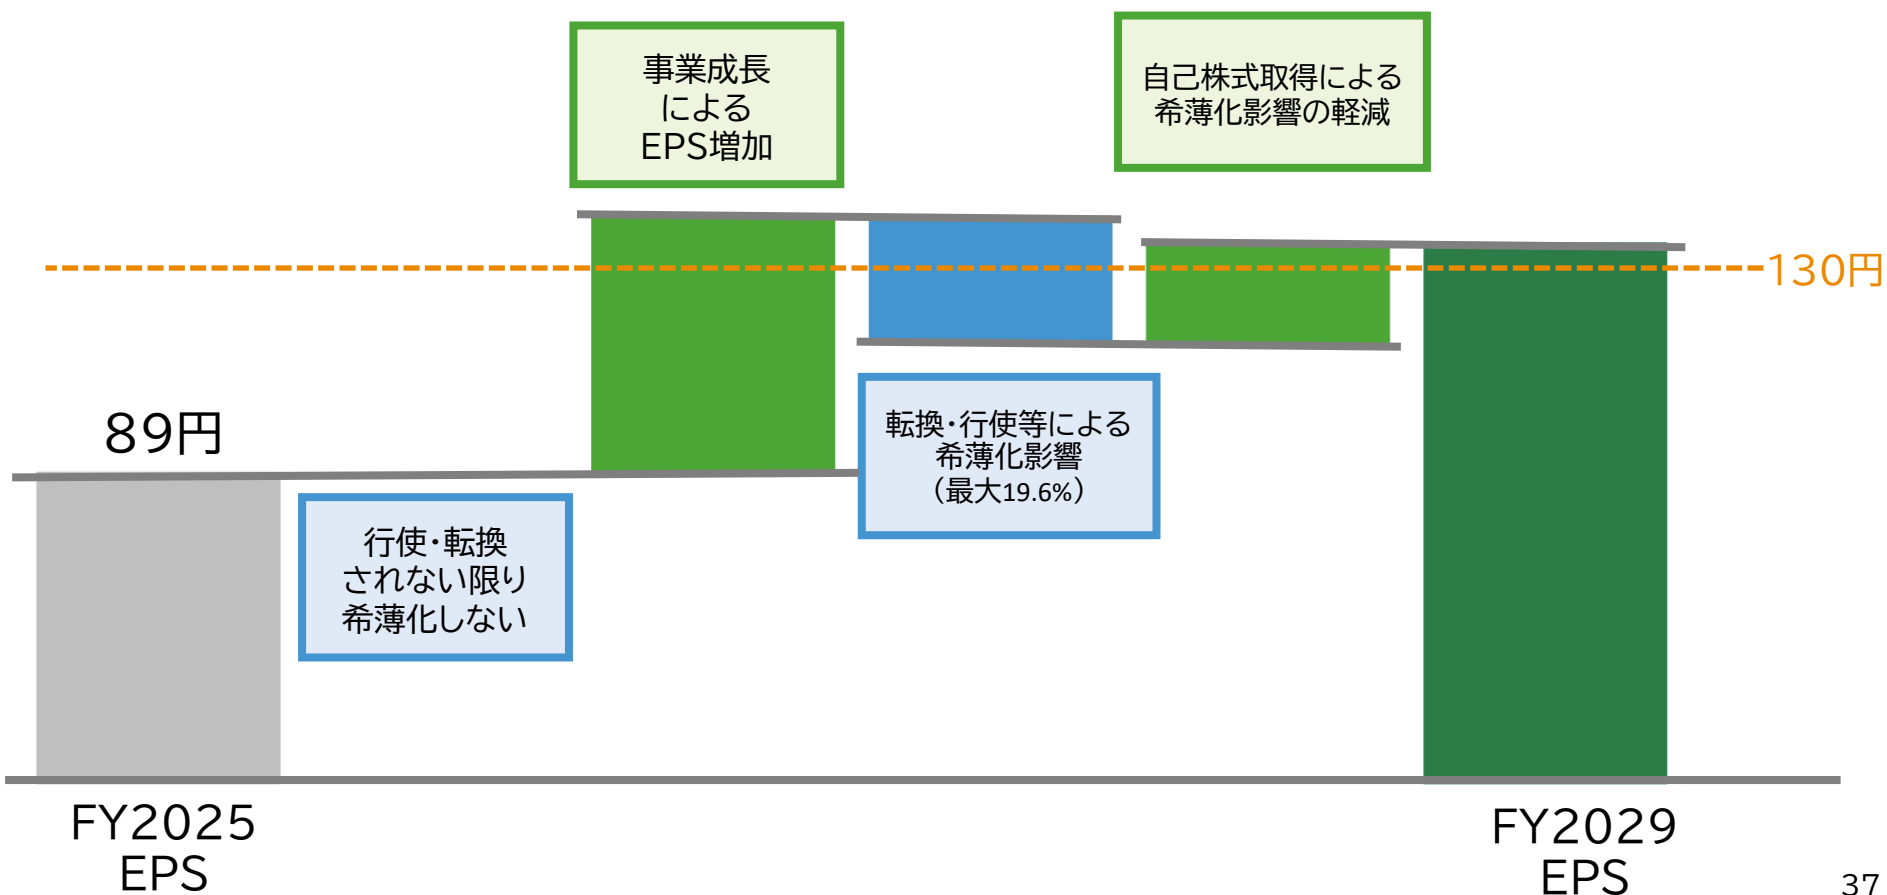 事業成長
による
EPS増加
自己株式取得による
希薄化影響の軽減
130円
89円
転換・行使等による
希薄化影響
（最大19.6%）
行使・転換
されない限り
希薄化しない
FY2025
EPS
FY2029
EPS
37